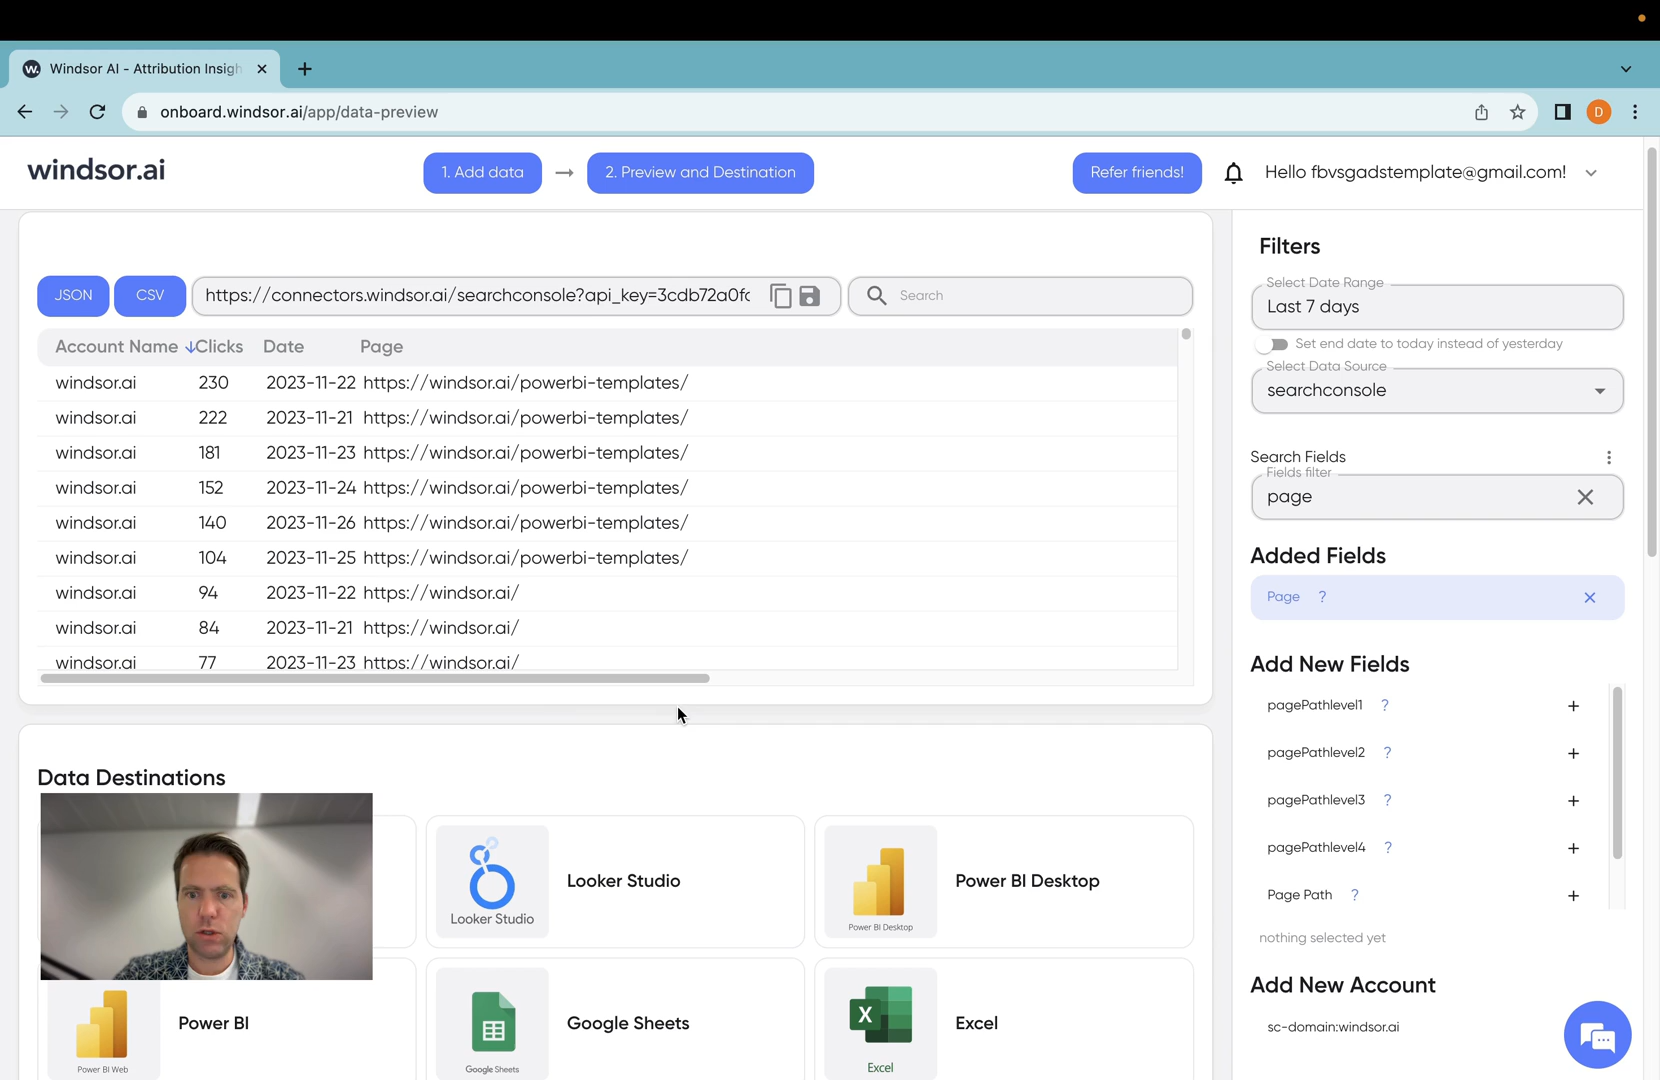 w. Windsor AI - Attribution Insigh
onboard.windsor.ai/app/data-preview
D
windsor.ai
1. Add data
2. Preview and Destination
Refer friends!
Hello fbvsgadstemplate@gmail.com!
JSON
CSV
https://connectors.windsor.ai/searchconsole?api_key=3cdb72a0fc
Search
Account Name Clicks Date Page
windsor.ai 230 2023-11-22 https://windsor.ai/powerbi-templates/
windsor.ai 222 2023-11-21 https://windsor.ai/powerbi-templates/
windsor.ai 181 2023-11-23 https://windsor.ai/powerbi-templates/
windsor.ai 152 2023-11-24 https://windsor.ai/powerbi-templates/
windsor.ai 140 2023-11-26 https://windsor.ai/powerbi-templates/
windsor.ai 104 2023-11-25 https://windsor.ai/powerbi-templates/
windsor.ai 94 2023-11-22 https://windsor.ai/
windsor.ai 84 2023-11-21 https://windsor.ai/
windsor.ai 77 2023-11-23 https://windsor.ai/
Data Destinations
Looker Studio
Looker Studio
Power BI Desktop
Power BI Desktop
Power BI Web
Power BI
Google Sheets
Google Sheets
X
Excel
Excel
Filters
Select Date Range
Last 7 days
Set end date to today instead of yesterday
Select Data Source
searchconsole
Search Fields
Fields filter
page
Added Fields
Page ?
Add New Fields
pagePathlevel1 ?
pagePathlevel2 ?
pagePathlevel3 ?
pagePathlevel4 ?
Page Path ?
nothing selected yet
Add New Account
sc-domain:windsor.ai